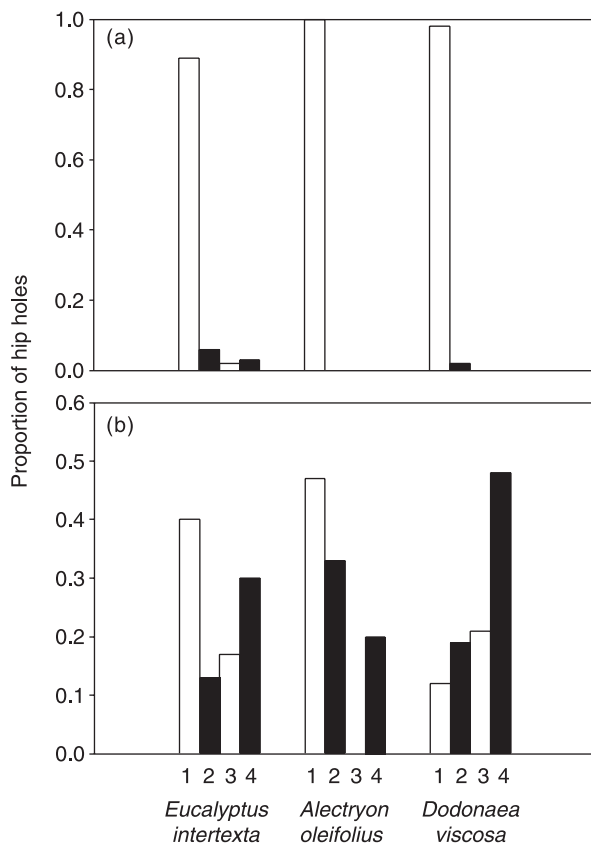 (a)
1.0
0.8
0.6
0.4
0.2
0.0
Proportion of hip holes
(b)
0.6
0.5
0.4
0.3
0.2
0.1
0.0
1 2 3 4 1 2 3 4 1 2 3 4
Eucalyptus Alectryon Dodonaea
intertexta oleifolius viscosa